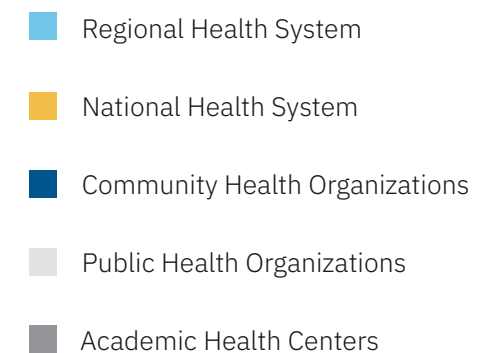 Regional Health System
National Health System
Community Health Organizations
Public Health Organizations
Academic Health Centers